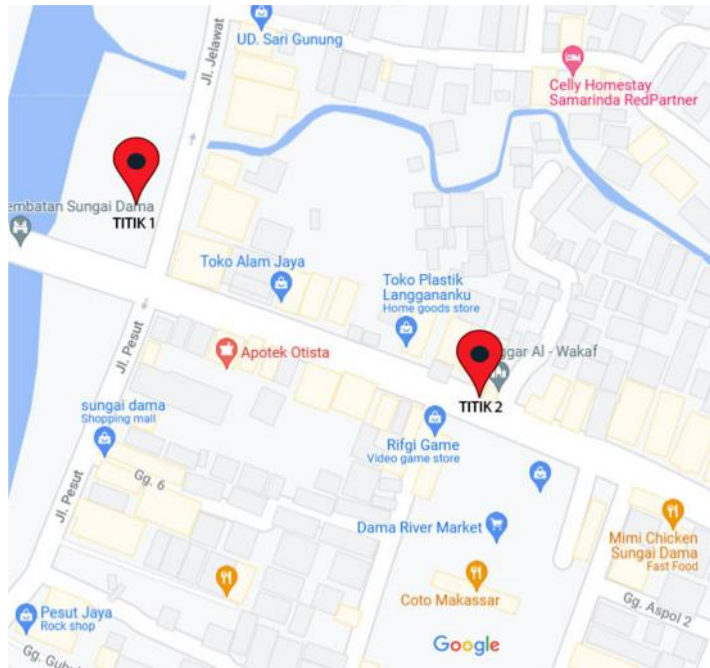 UD. Sari Gunung
Jl. Jelawat
Celly Homestay
Samarinda RedPartner
embatan Sungai Dama
TITIK 1
Toko Alam Jaya
Toko Plastik
Langgananku
Home goods store
Jl. Pesut
Apotek Otista
ggar Al - Wakaf
TITIK 2
sungai dama
Shopping mall
Rifgi Game
Video game store
Gg. 6
Jl. Pesut
Dama River Market
Mimi Chicken
Sungai Dama
Fast Food
Coto Makassar
Gg. Aspol 2
Pesut Jaya
Rock shop
Google